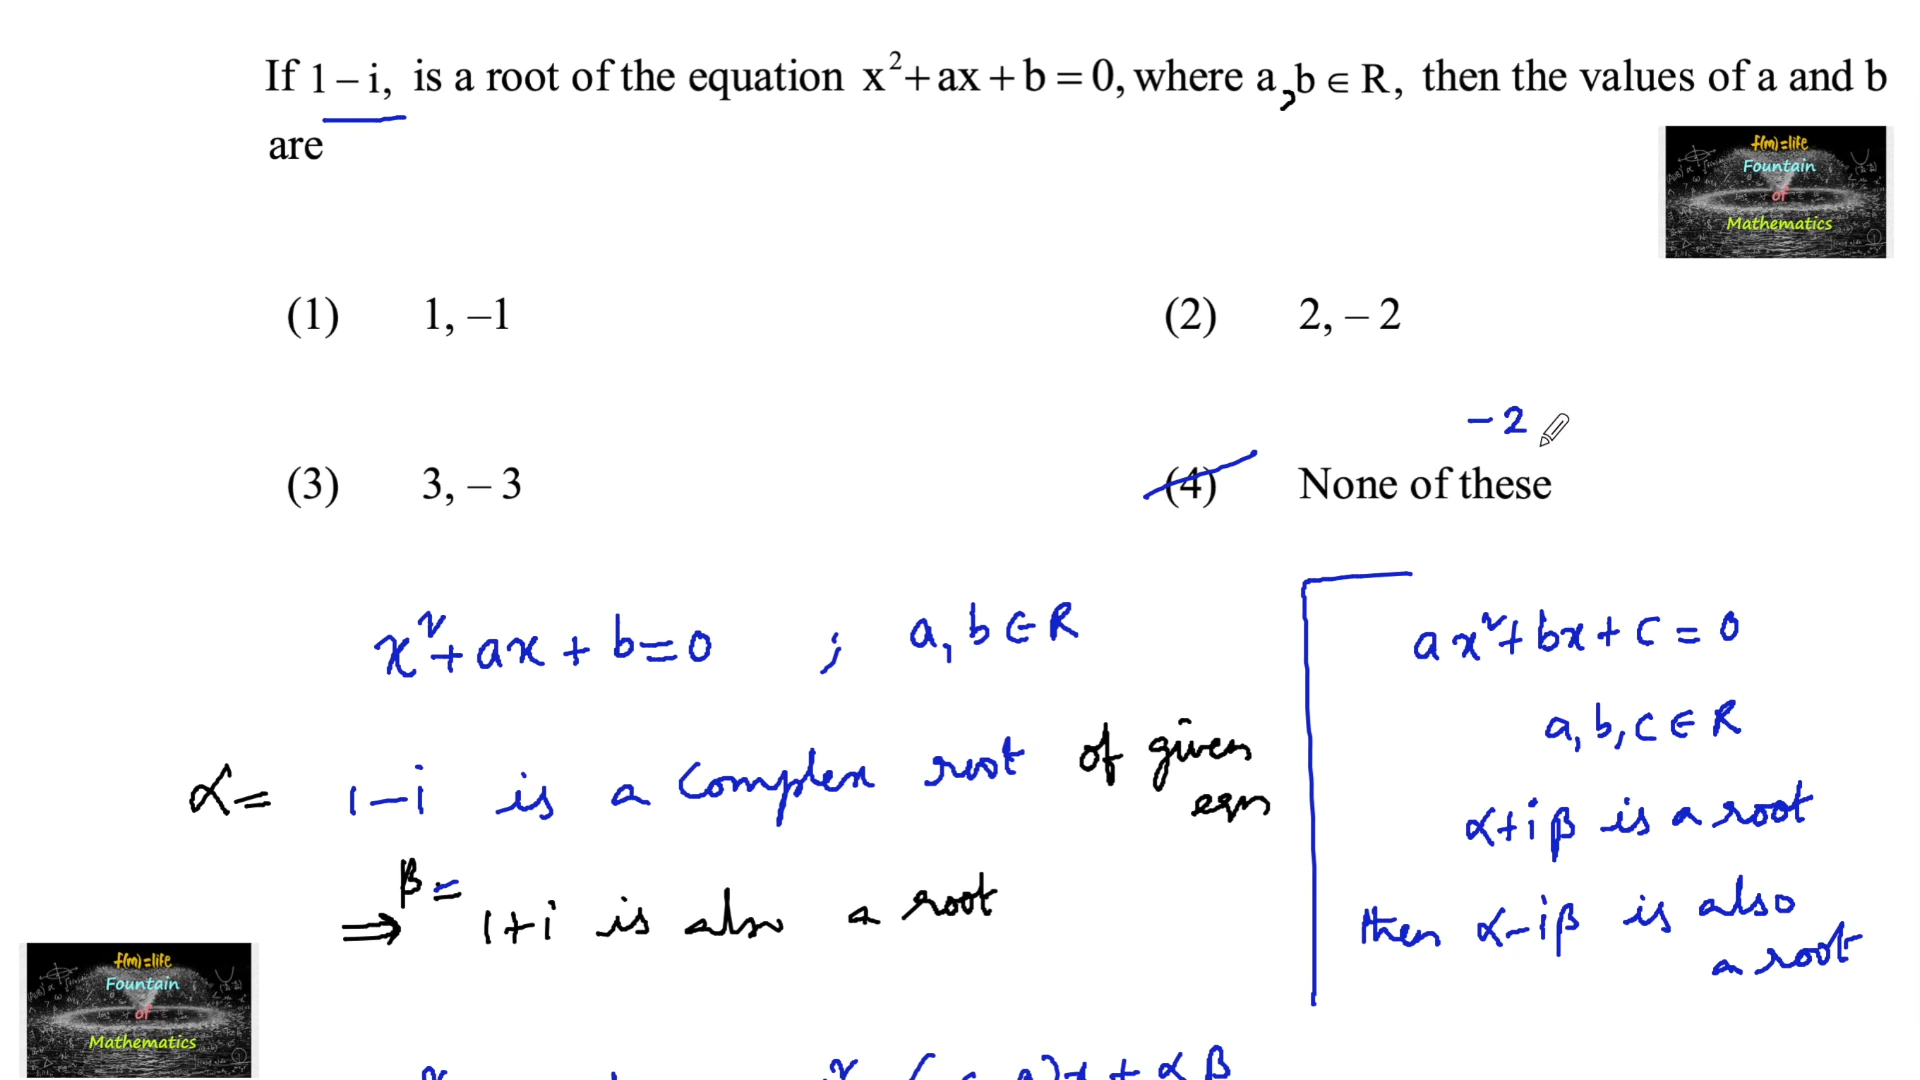 If 1 – i, is a root of the equation x²+ax+b=0, where a,b∈R, then the values of a and b
are
f(m)=life
Fountain
of
Mathematics
(1) 1, –1
(2) 2, – 2
-2
(3) 3, – 3
(4) None of these
x²+ax+b=0 ; a, b ∈ R
α= 1-i is a complex root of given
eqn
β=
⇒ 1+i is also a root
ax²+bx+c=0
a, b, c ∈ R
α+iβ is a root
then α-iβ is also
a root
f(m)=life
Fountain
of
Mathematics
)x + αβ